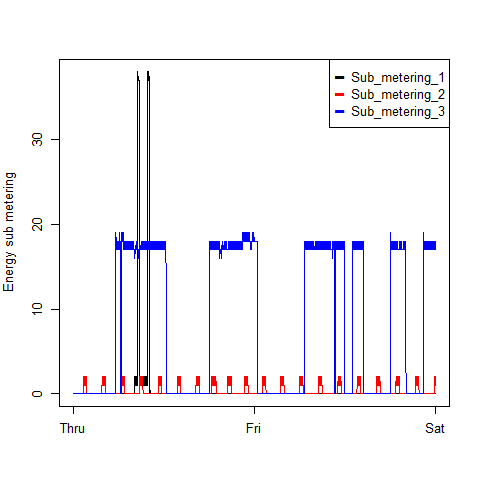 Sub_metering_1
Sub_metering_2
Sub_metering_3
Energy sub metering
30
20
10
0
Thru
Fri
Sat